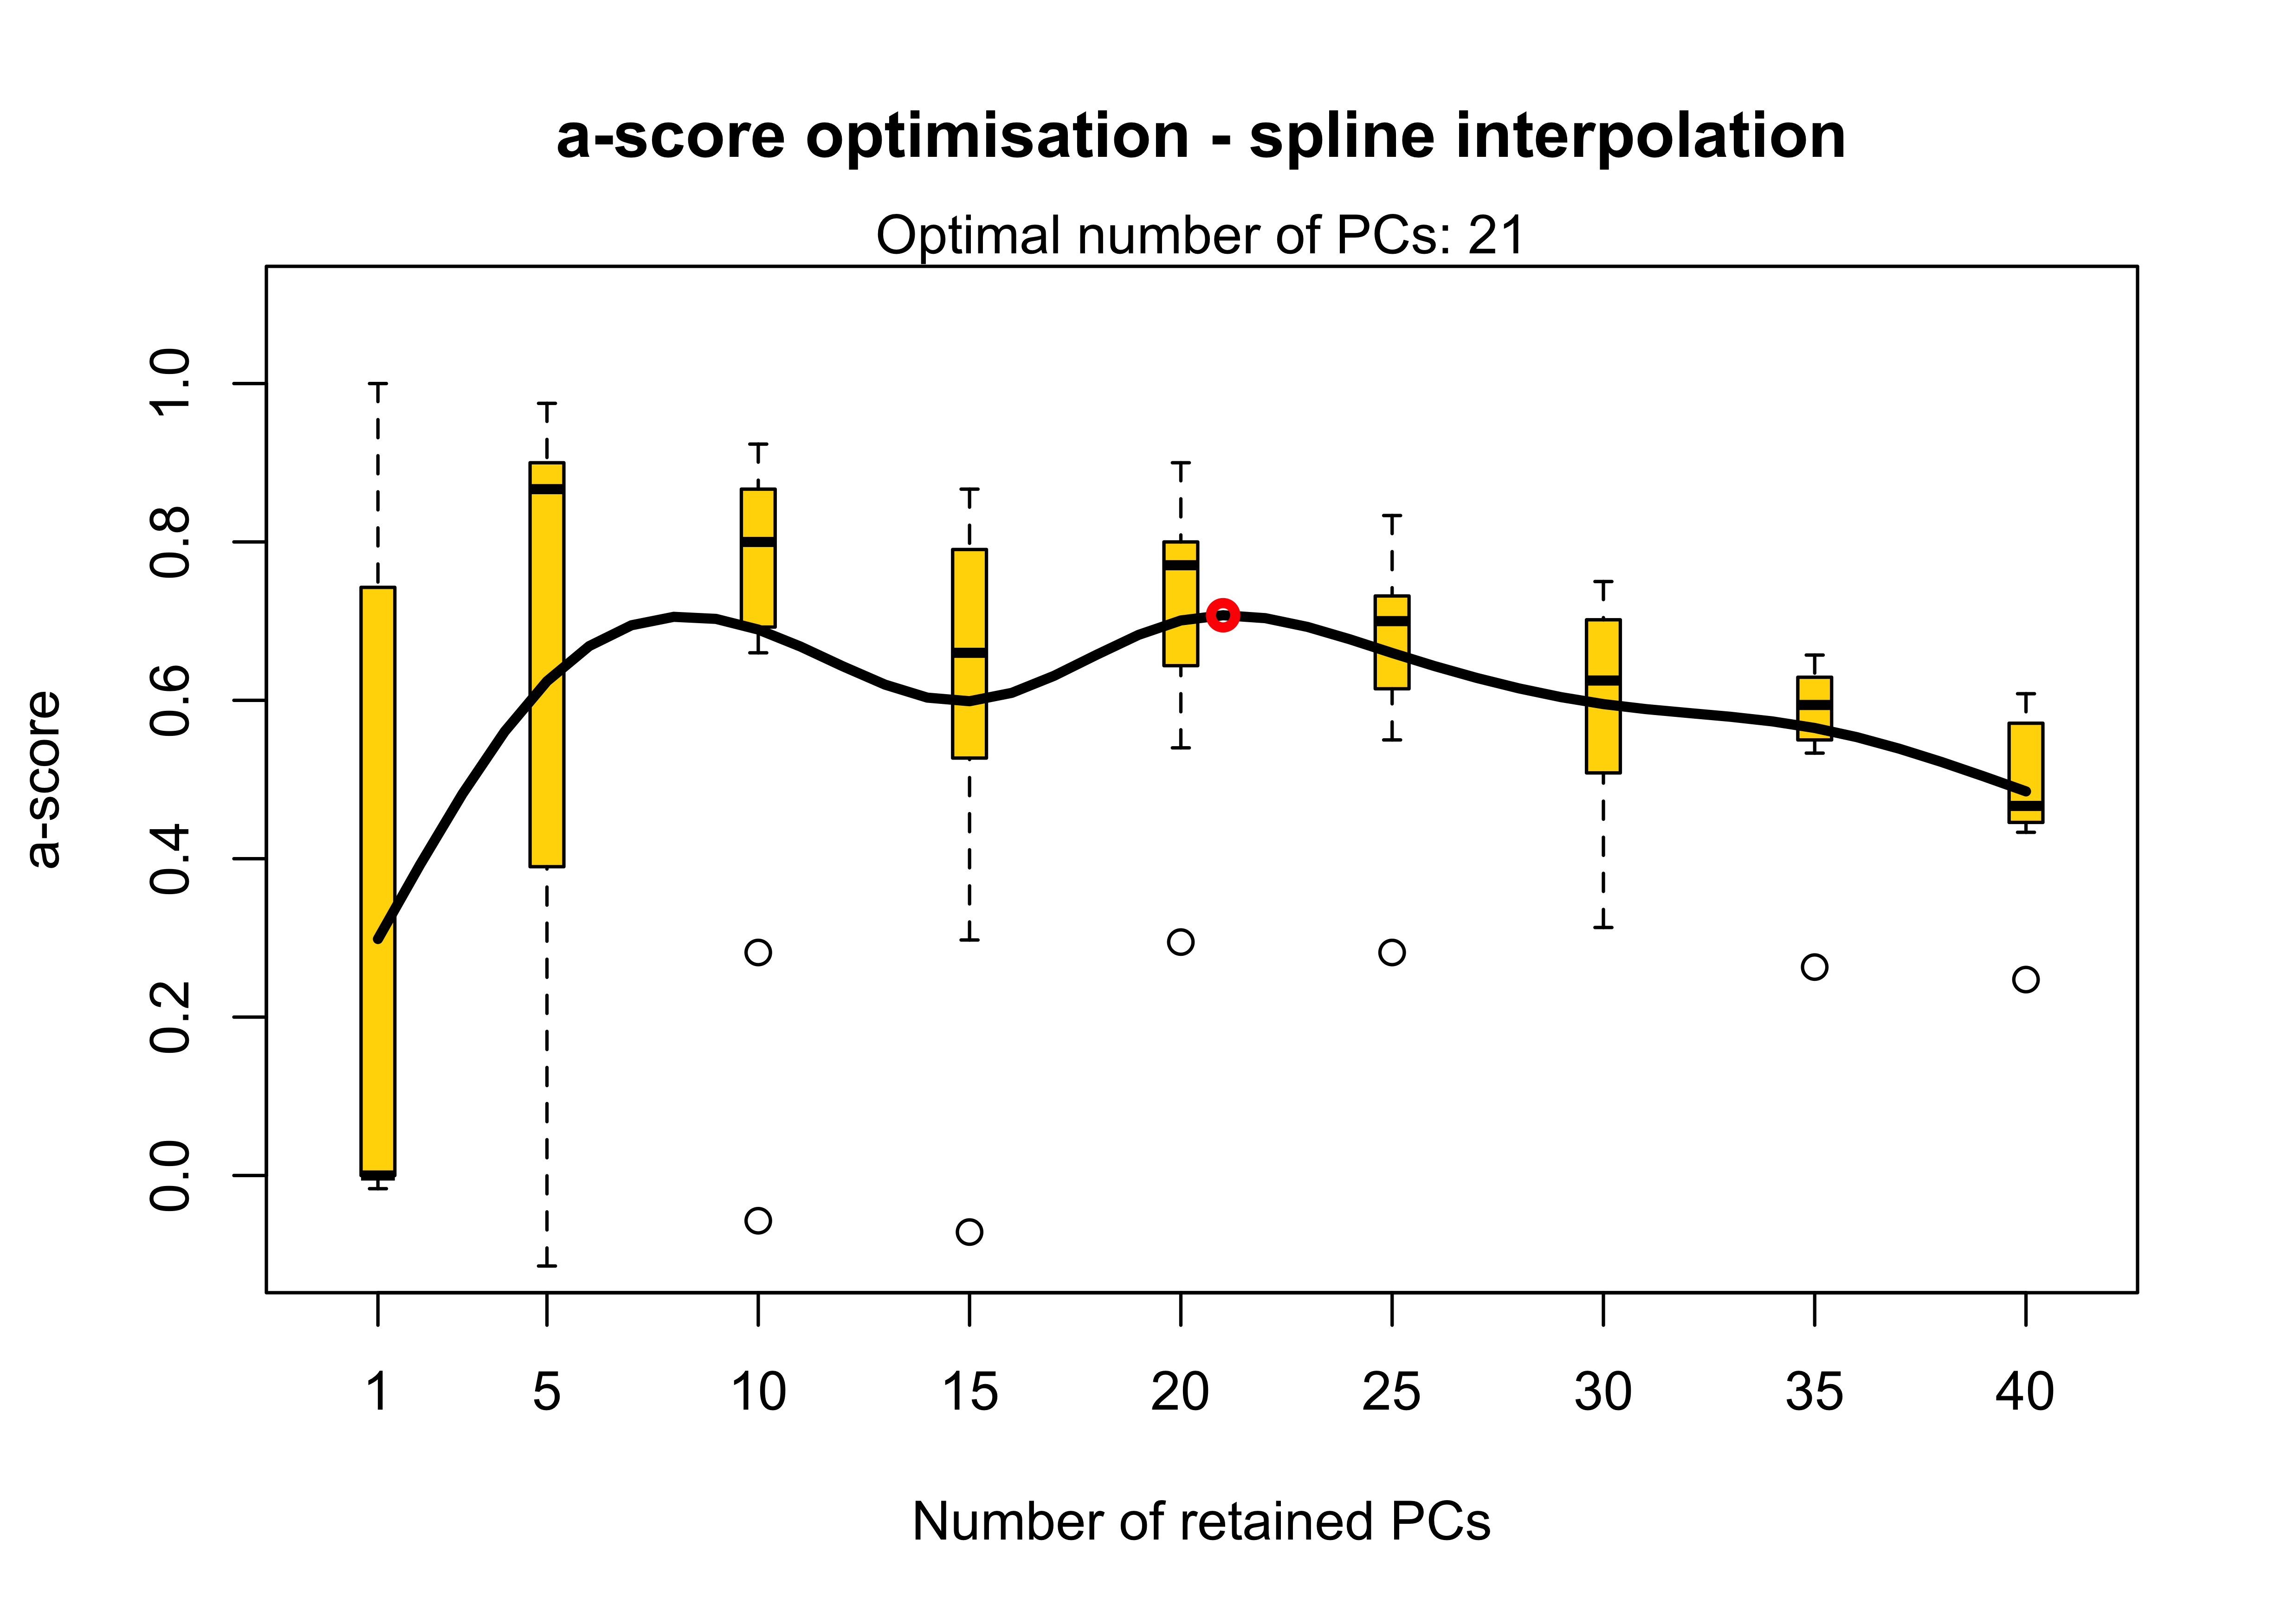 a-score optimisation - spline interpolation
Optimal number of PCs: 21
a-score
1.0
0.8
0.6
0.4
0.2
0.0
1 5 10 15 20 25 30 35 40
Number of retained PCs